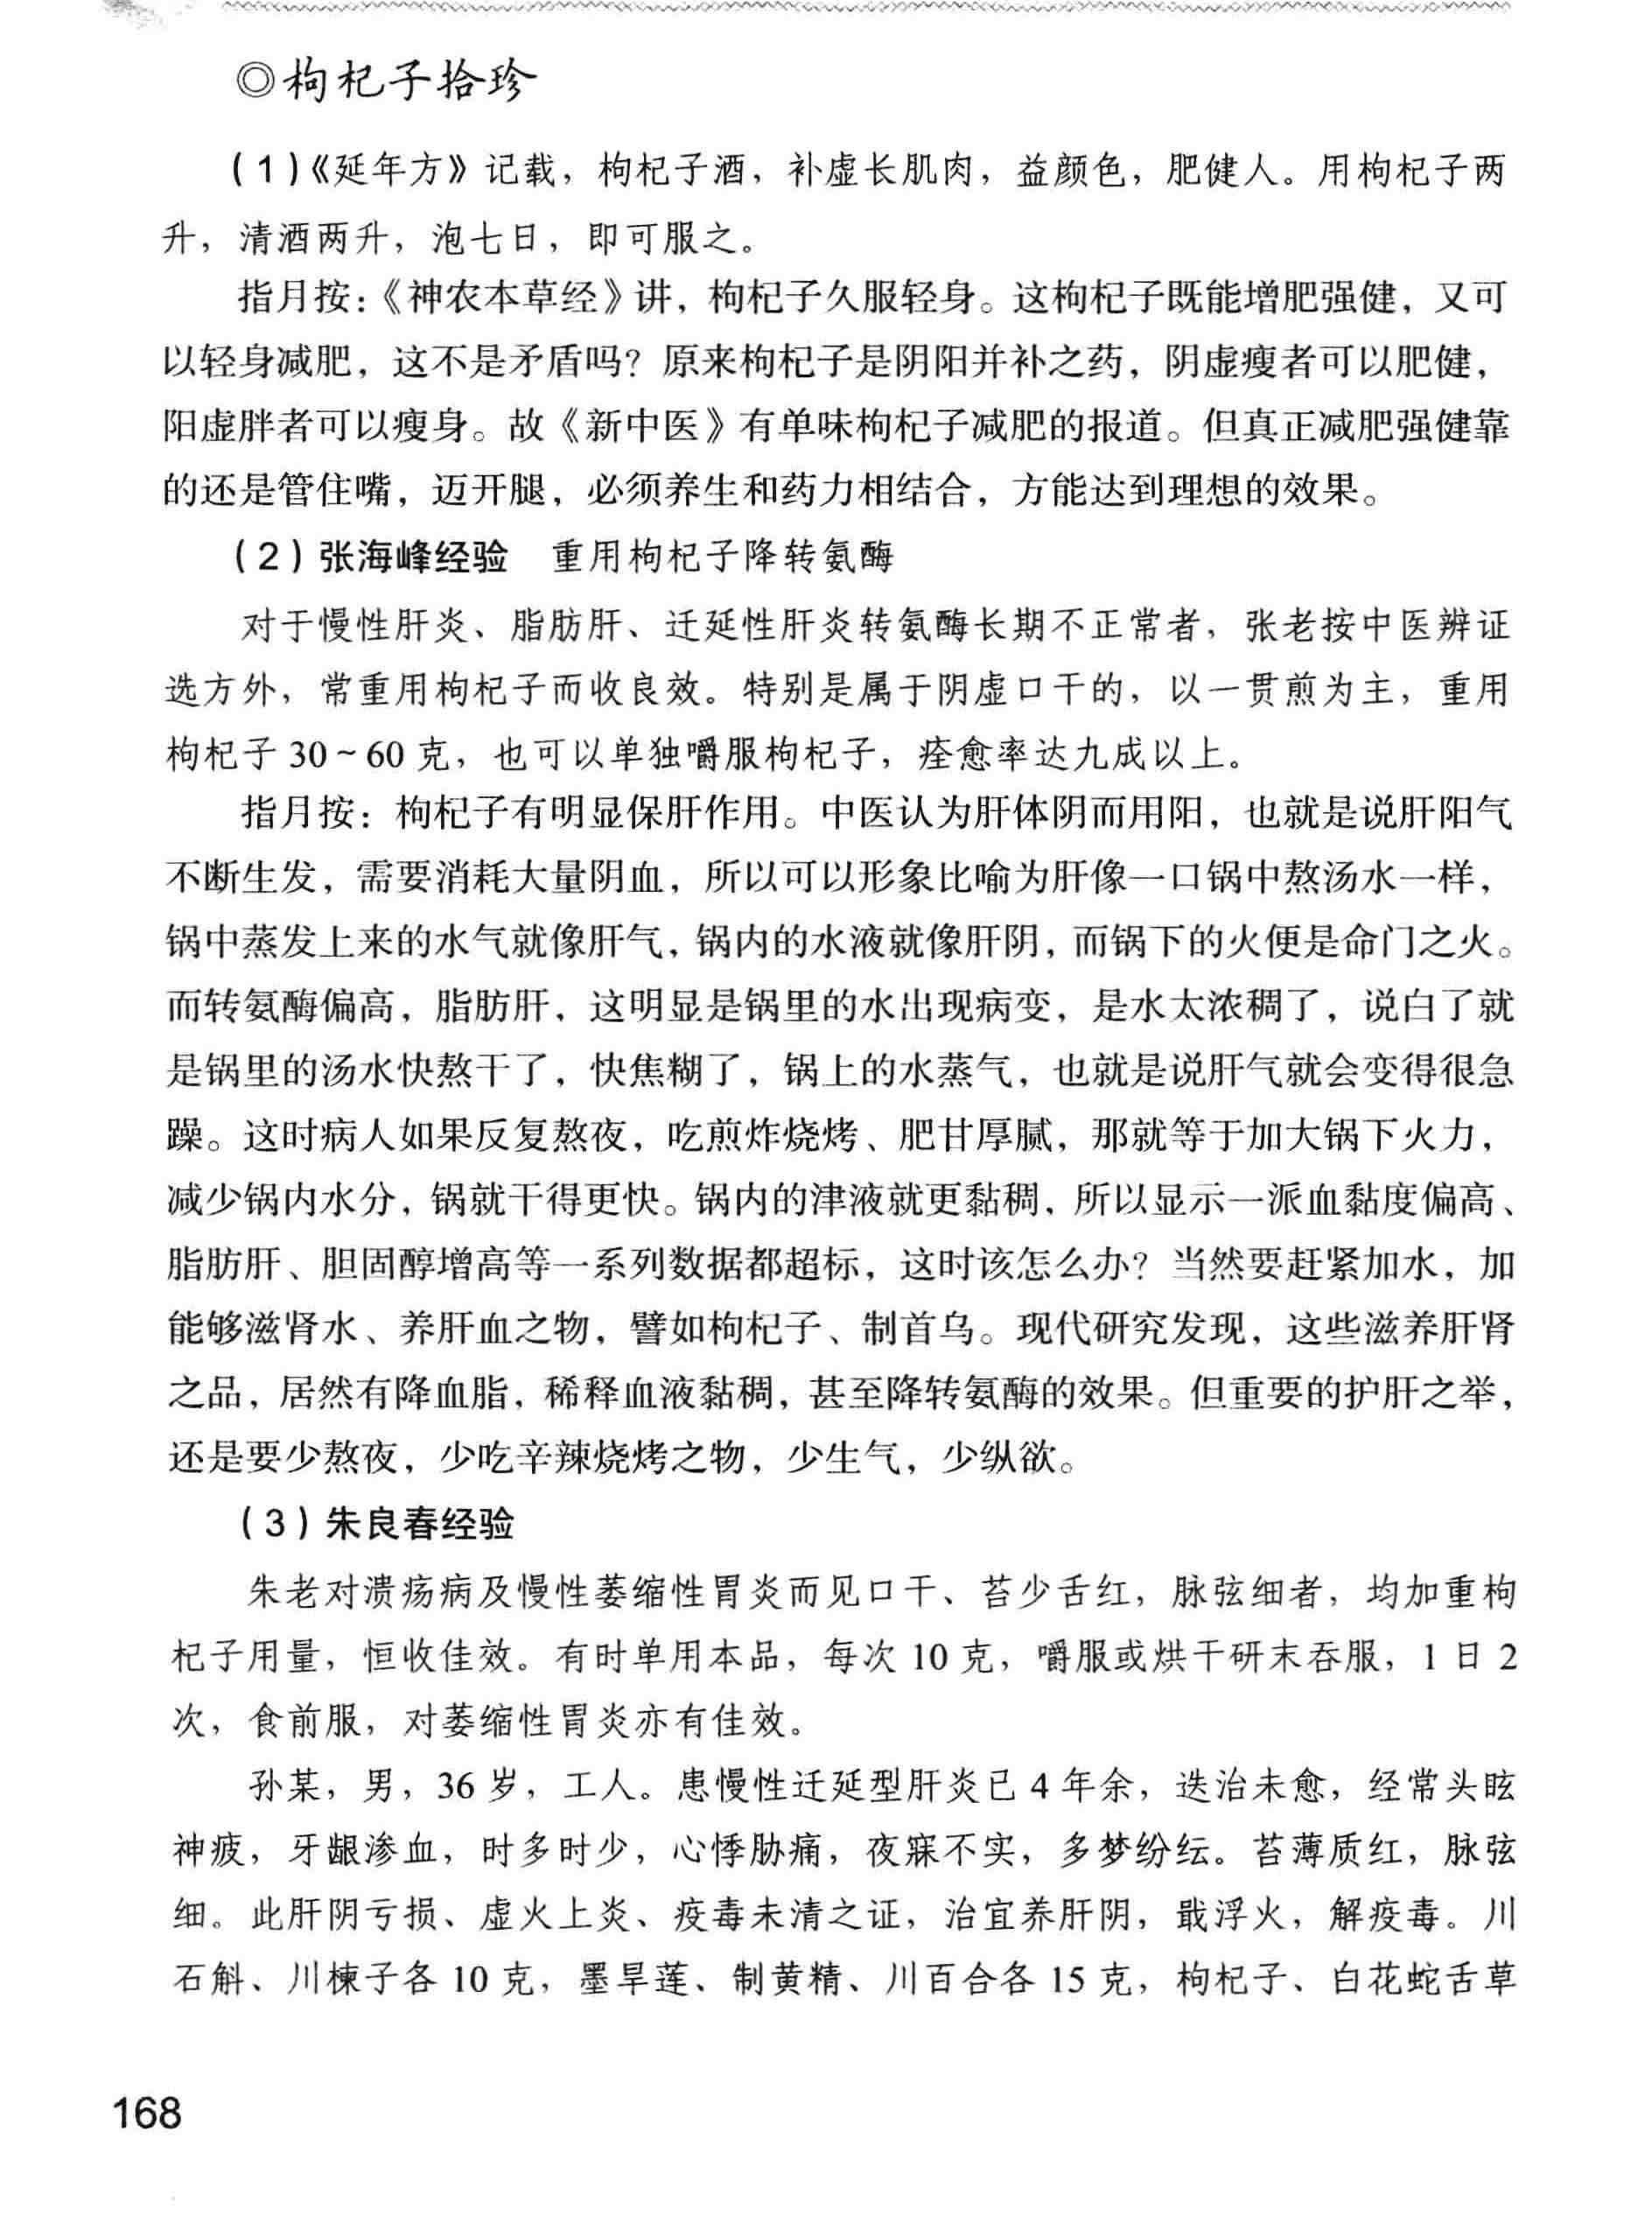 ◎枸杞子拾珍
(1)《延年方》记载，枸杞子酒，补虚长肌肉，益颜色，肥健人。用枸杞子两
升，清酒两升，泡七日，即可服之。
指月按：《神农本草经》讲，枸杞子久服轻身。这枸杞子既能增肥强健，又可
以轻身减肥，这不是矛盾吗？原来枸杞子是阴阳并补之药，阴虚瘦者可以肥健，
阳虚胖者可以瘦身。故《新中医》有单味枸杞子减肥的报道。但真正减肥强健靠
的还是管住嘴，迈开腿，必须养生和药力相结合，方能达到理想的效果。
(2) 张海峰经验 重用枸杞子降转氨酶
对于慢性肝炎、脂肪肝、迁延性肝炎转氨酶长期不正常者，张老按中医辨证
选方外，常重用枸杞子而收良效。特别是属于阴虚口干的，以一贯煎为主，重用
枸杞子 30~60 克，也可以单独嚼服枸杞子，痊愈率达九成以上。
指月按：枸杞子有明显保肝作用。中医认为肝体阴而用阳，也就是说肝阳气
不断生发，需要消耗大量阴血，所以可以形象比喻为肝像一口锅中熬汤水一样，
锅中蒸发上来的水气就像肝气，锅内的水液就像肝阴，而锅下的火便是命门之火。
而转氨酶偏高，脂肪肝，这明显是锅里的水出现病变，是水太浓稠了，说白了就
是锅里的汤水快熬干了，快焦糊了，锅上的水蒸气，也就是说肝气就会变得很急
躁。这时病人如果反复熬夜，吃煎炸烧烤、肥甘厚腻，那就等于加大锅下火力，
减少锅内水分，锅就干得更快。锅内的津液就更黏稠，所以显示一派血黏度偏高、
脂肪肝、胆固醇增高等一系列数据都超标，这时该怎么办？当然要赶紧加水，加
能够滋肾水、养肝血之物，譬如枸杞子、制首乌。现代研究发现，这些滋养肝肾
之品，居然有降血脂，稀释血液黏稠，甚至降转氨酶的效果。但重要的护肝之举，
还是要少熬夜，少吃辛辣烧烤之物，少生气，少纵欲。
(3) 朱良春经验
朱老对溃疡病及慢性萎缩性胃炎而见口干、苔少舌红，脉弦细者，均加重枸
杞子用量，恒收佳效。有时单用本品，每次 10 克，嚼服或烘干研末吞服，1 日 2
次，食前服，对萎缩性胃炎亦有佳效。
孙某，男，36 岁，工人。患慢性迁延型肝炎已 4 年余，迭治未愈，经常头眩
神疲，牙龈渗血，时多时少，心悸胁痛，夜寐不实，多梦纷纭。苔薄质红，脉弦
细。此肝阴亏损、虚火上炎、疫毒未清之证，治宜养肝阴，戢浮火，解疫毒。川
石斛、川楝子各 10 克，墨旱莲、制黄精、川百合各 15 克，枸杞子、白花蛇舌草
168